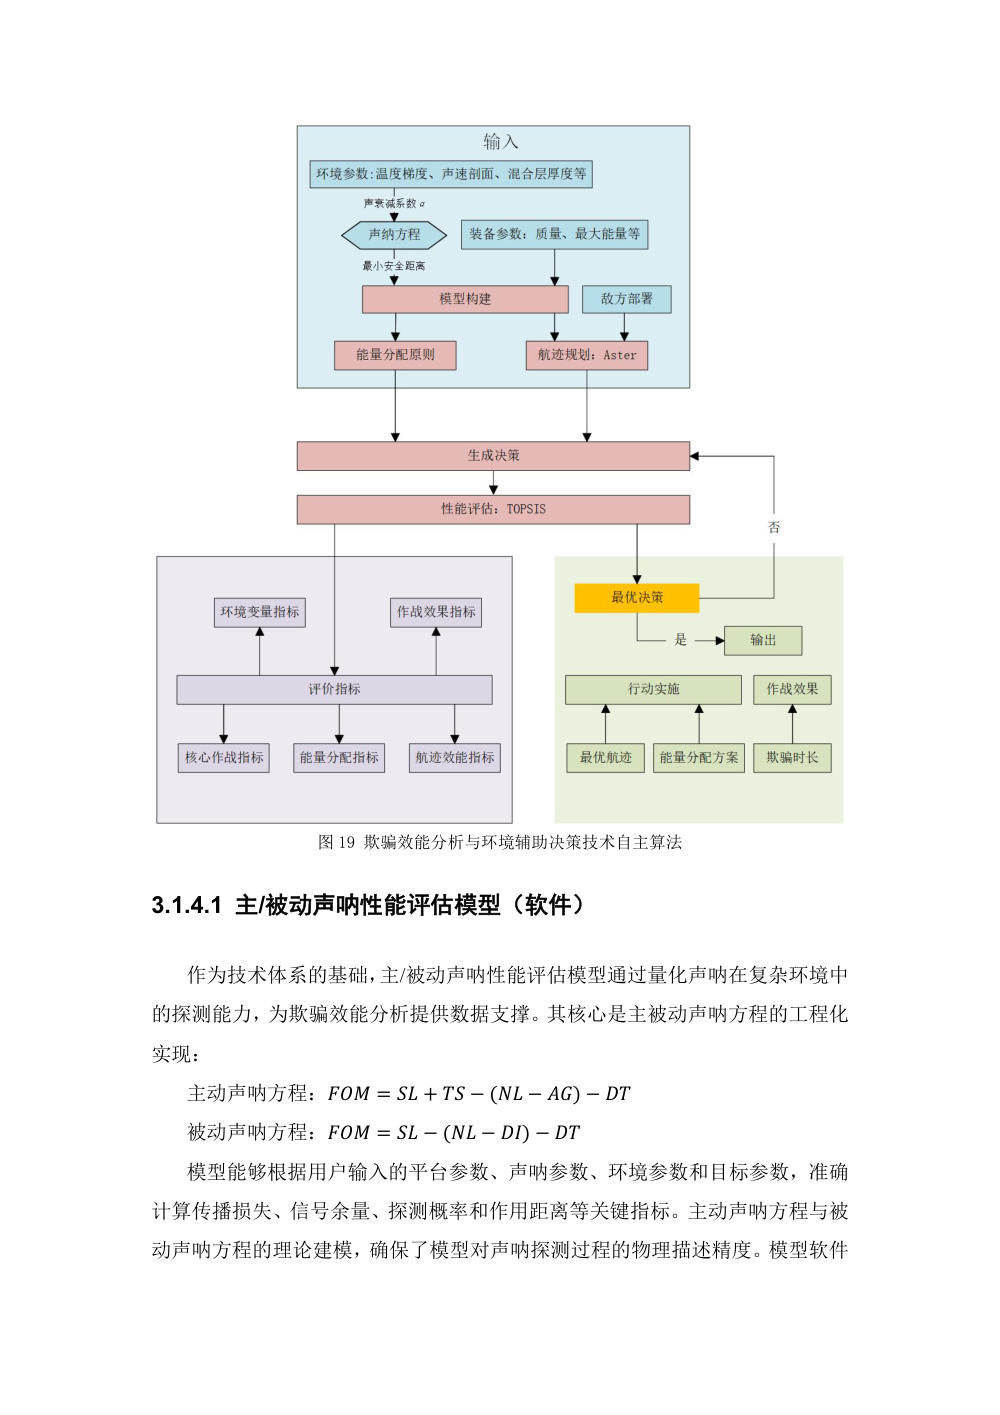 输入
环境参数:温度梯度、声速剖面、混合层厚度等
声衰减系数α
声纳方程
装备参数：质量、最大能量等
最小安全距离
模型构建
敌方部署
能量分配原则
航迹规划：Aster
生成决策
性能评估：TOPSIS
否
最优决策
环境变量指标
作战效果指标
是
输出
评价指标
行动实施
作战效果
核心作战指标
能量分配指标
航迹效能指标
最优航迹
能量分配方案
欺骗时长
图 19 欺骗效能分析与环境辅助决策技术自主算法
3.1.4.1 主/被动声呐性能评估模型（软件）
作为技术体系的基础，主/被动声呐性能评估模型通过量化声呐在复杂环境中
的探测能力，为欺骗效能分析提供数据支撑。其核心是主被动声呐方程的工程化
实现：
主动声呐方程：FOM = SL + TS − (NL − AG) − DT
被动声呐方程：FOM = SL − (NL − DI) − DT
模型能够根据用户输入的平台参数、声呐参数、环境参数和目标参数，准确
计算传播损失、信号余量、探测概率和作用距离等关键指标。主动声呐方程与被
动声呐方程的理论建模，确保了模型对声呐探测过程的物理描述精度。模型软件